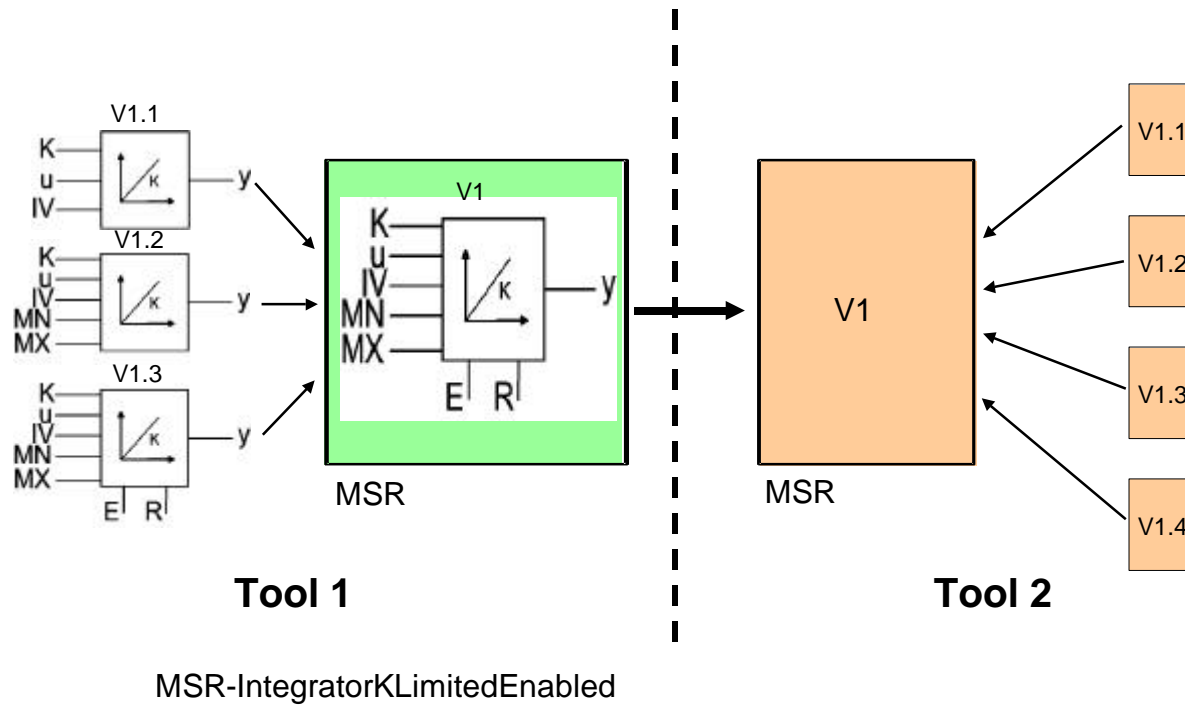 V1.1
K
u
IV
K
y
V1.2
K
u
IV
MN
MX
K
y
V1.3
K
u
IV
MN
MX
K
y
E R
V1
K
u
IV
MN
MX
K
y
E R
MSR
Tool 1
MSR-IntegratorKLimitedEnabled
V1
MSR
V1.1
V1.2
V1.3
V1.4
Tool 2